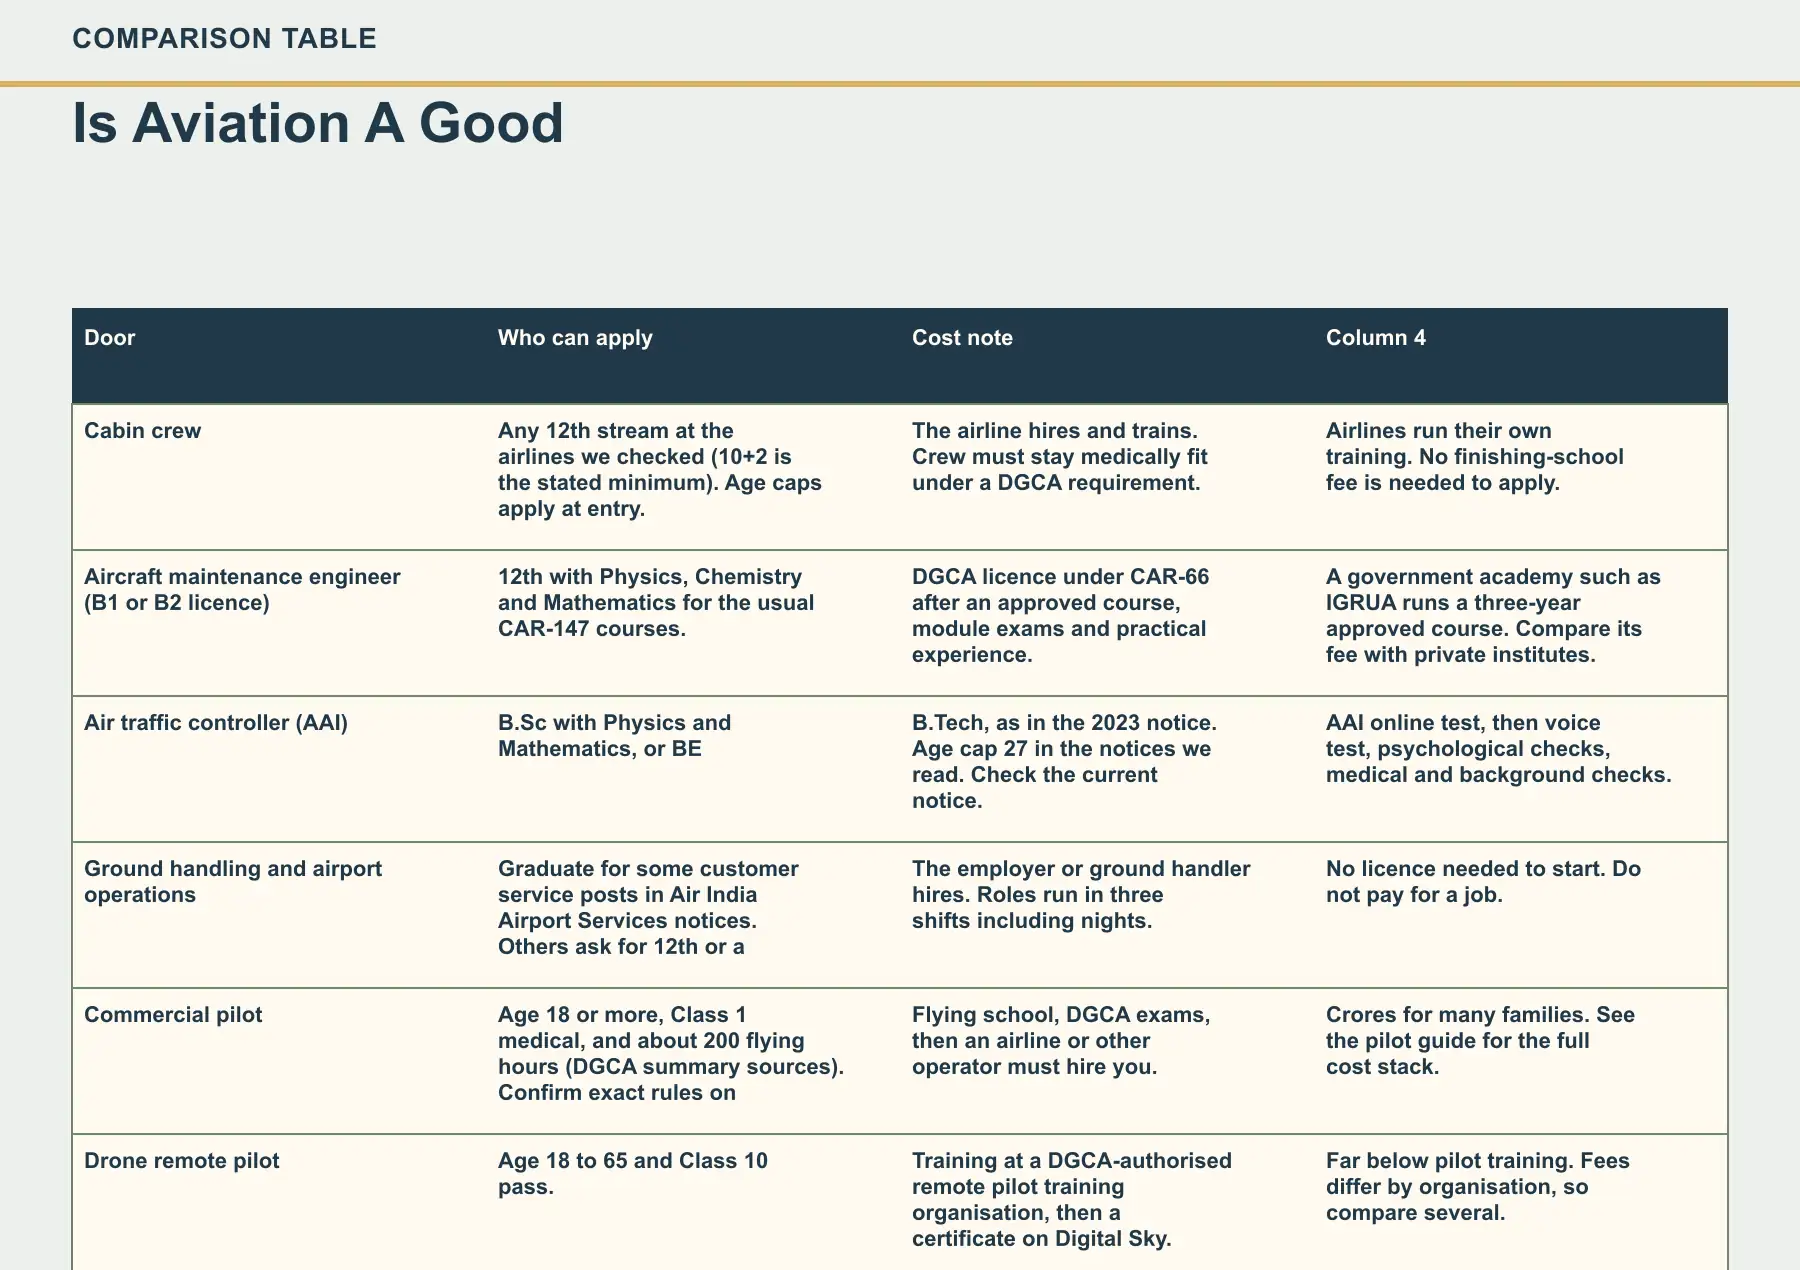 COMPARISON TABLE
Is Aviation A Good
Door
Who can apply
Cost note
Column 4
Cabin crew
Any 12th stream at the
airlines we checked (10+2 is
the stated minimum). Age caps
apply at entry.
The airline hires and trains.
Crew must stay medically fit
under a DGCA requirement.
Airlines run their own
training. No finishing-school
fee is needed to apply.
Aircraft maintenance engineer
(B1 or B2 licence)
12th with Physics, Chemistry
and Mathematics for the usual
CAR-147 courses.
DGCA licence under CAR-66
after an approved course,
module exams and practical
experience.
A government academy such as
IGRUA runs a three-year
approved course. Compare its
fee with private institutes.
Air traffic controller (AAI)
B.Sc with Physics and
Mathematics, or BE
B.Tech, as in the 2023 notice.
Age cap 27 in the notices we
read. Check the current
notice.
AAI online test, then voice
test, psychological checks,
medical and background checks.
Ground handling and airport
operations
Graduate for some customer
service posts in Air India
Airport Services notices.
Others ask for 12th or a
The employer or ground handler
hires. Roles run in three
shifts including nights.
No licence needed to start. Do
not pay for a job.
Commercial pilot
Age 18 or more, Class 1
medical, and about 200 flying
hours (DGCA summary sources).
Confirm exact rules on
Flying school, DGCA exams,
then an airline or other
operator must hire you.
Crores for many families. See
the pilot guide for the full
cost stack.
Drone remote pilot
Age 18 to 65 and Class 10
pass.
Training at a DGCA-authorised
remote pilot training
organisation, then a
certificate on Digital Sky.
Far below pilot training. Fees
differ by organisation, so
compare several.